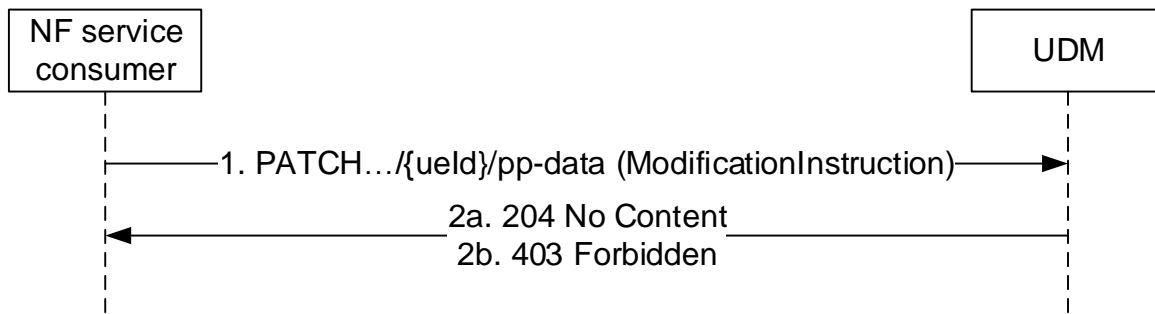 NF service
consumer
UDM
1. PATCH…/{ueId}/pp-data (ModificationInstruction)
2a. 204 No Content
2b. 403 Forbidden